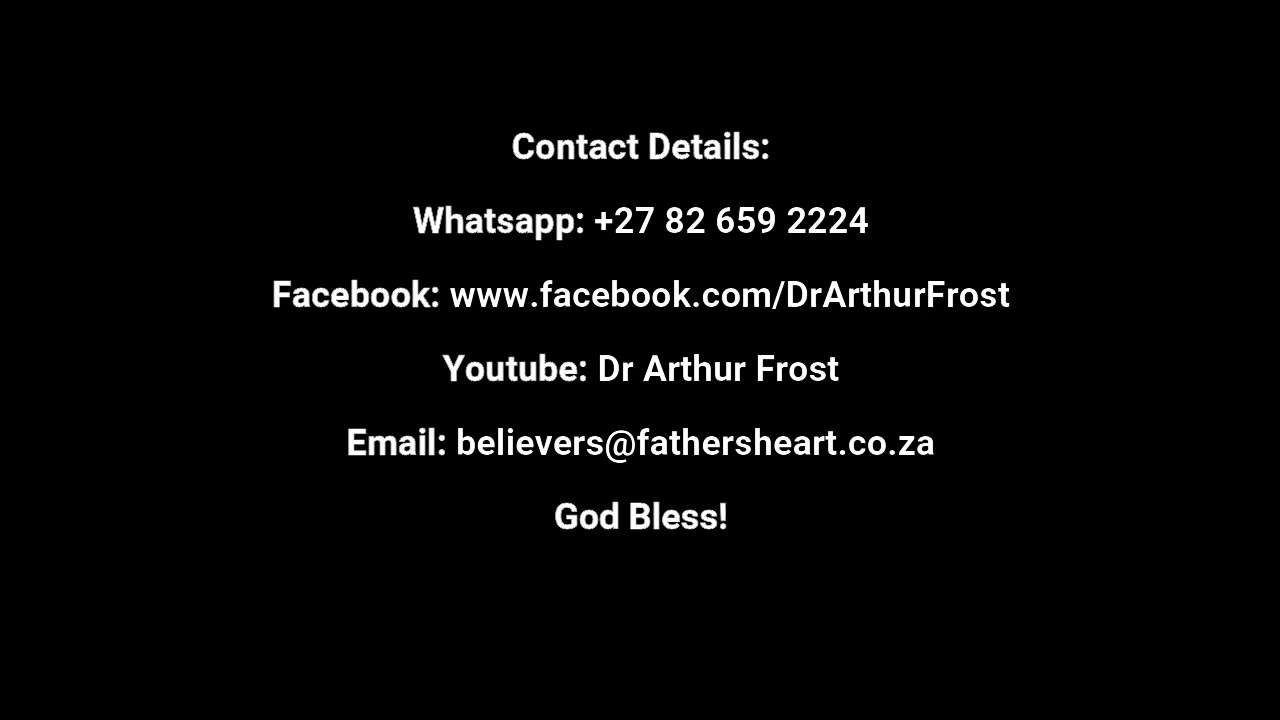 Contact Details:
Whatsapp: +27 82 659 2224
Facebook: www.facebook.com/DrArthurFrost
Youtube: Dr Arthur Frost
Email: believers@fathersheart.co.za
God Bless!